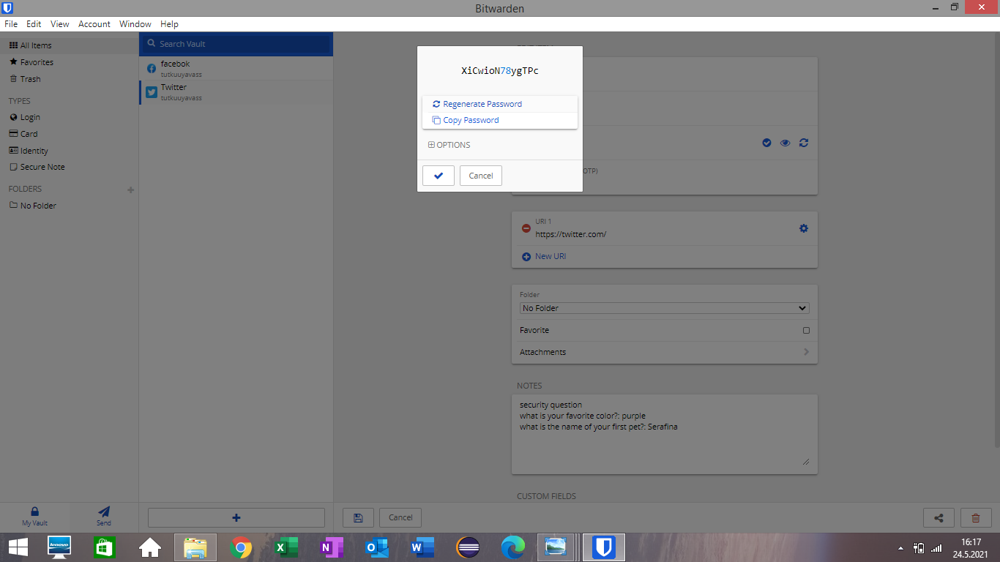 Bitwarden
File Edit View Account Window Help
All Items
Favorites
Trash
TYPES
Login
Card
Identity
Secure Note
FOLDERS
No Folder
My Vault
Send
Search Vault
facebok
tutkuuyavass
Twitter
tutkuuyavass
XiCwioN78ygTPc
Regenerate Password
Copy Password
OPTIONS
Cancel
OTP)
URI 1
https://twitter.com/
New URI
Folder
No Folder
Favorite
Attachments
NOTES
security question
what is your favorite color?: purple
what is the name of your first pet?: Serafina
CUSTOM FIELDS
Cancel
lenovo
16:17
24.5.2021